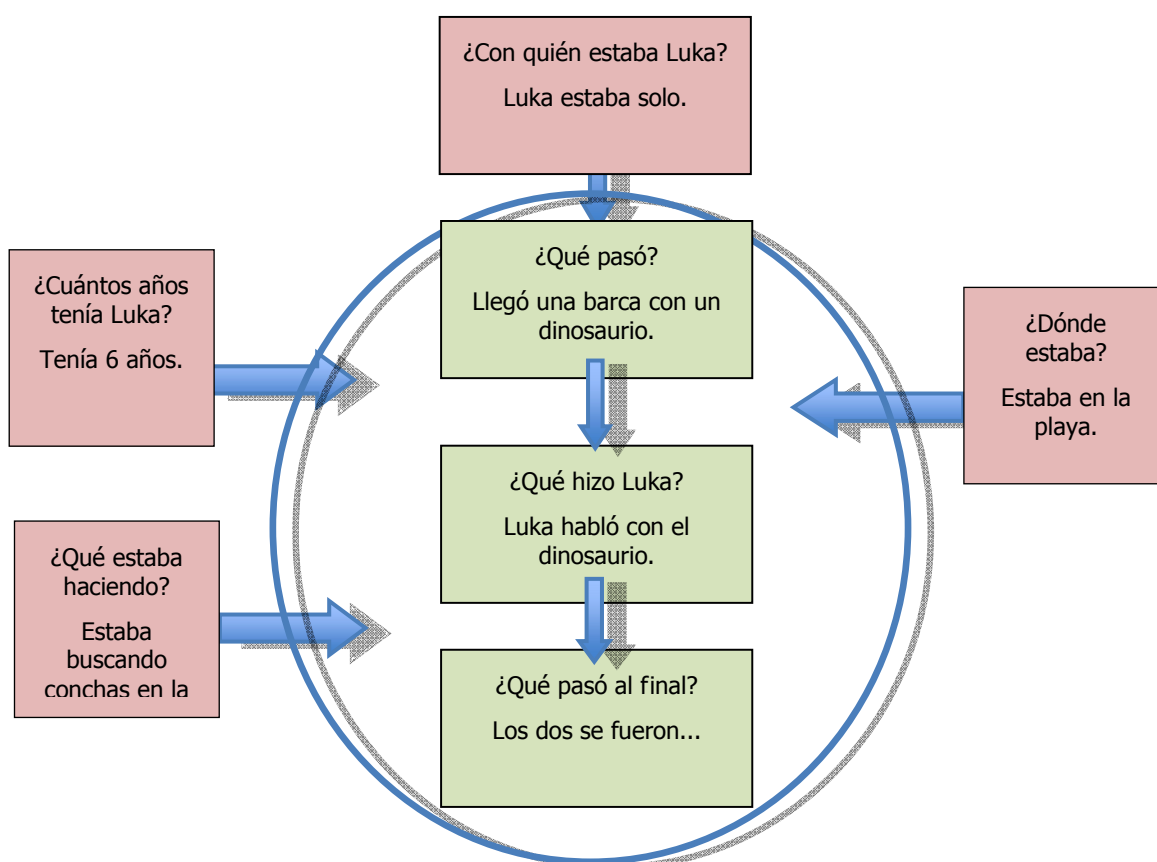 ¿Con quién estaba Luka?
Luka estaba solo.
¿Qué pasó?
Llegó una barca con un
dinosaurio.
¿Cuántos años
tenía Luka?
Tenía 6 años.
¿Dónde
estaba?
Estaba en la
playa.
¿Qué hizo Luka?
Luka habló con el
dinosaurio.
¿Qué estaba
haciendo?
Estaba
buscando
conchas en la
¿Qué pasó al final?
Los dos se fueron...